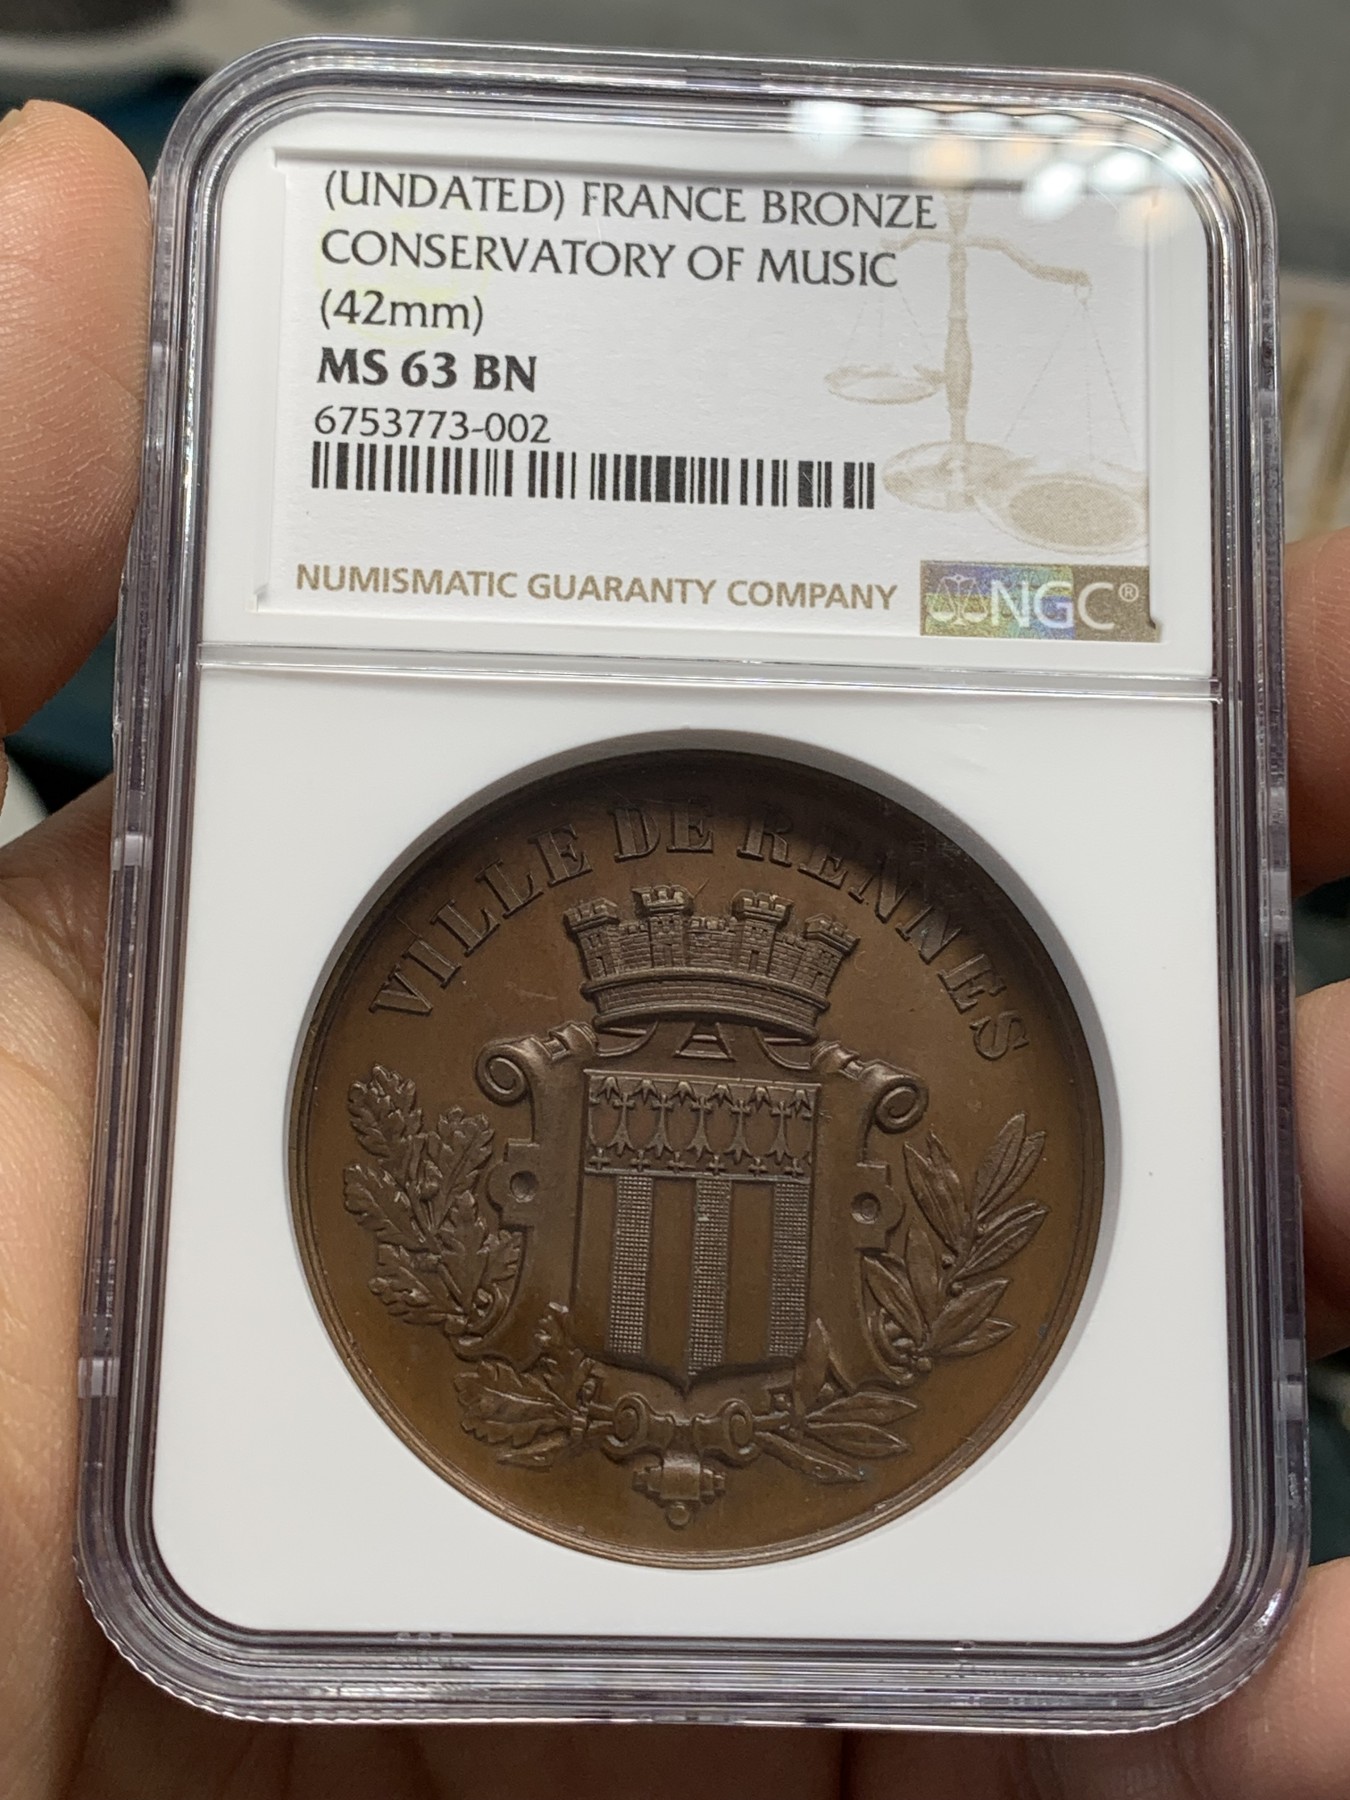 (UNDATED) FRANCE BRONZE
CONSERVATORY OF MUSIC
(42mm)
MS 63 BN
6753773-002
NUMISMATIC GUARANTY COMPANY
NGC®
VILLE DE RENNES